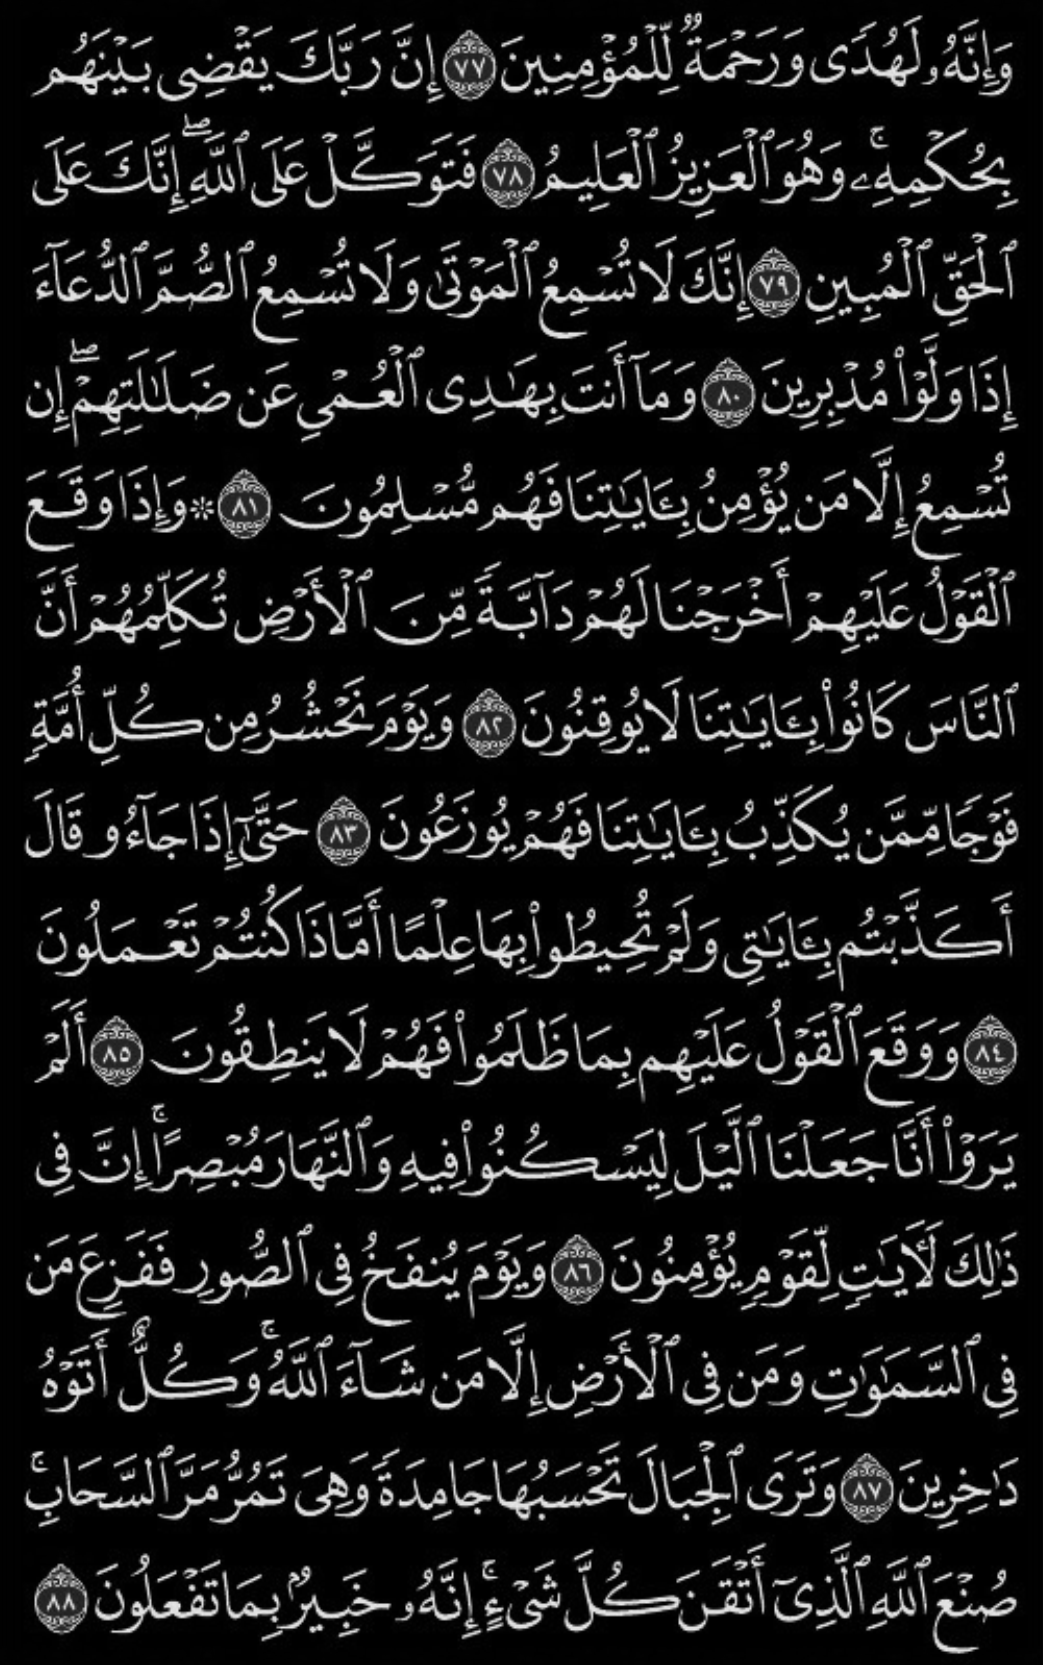 وَإِنَّهُۥ لَهُدًى وَرَحْمَةٌ لِّلْمُؤْمِنِينَ ٧٧ إِنَّ رَبَّكَ يَقْضِى بَيْنَهُم
بِحُكْمِهِۦ ۚ وَهُوَ ٱلْعَزِيزُ ٱلْعَلِيمُ ٧٨ فَتَوَكَّلْ عَلَى ٱللَّهِ ۖ إِنَّكَ عَلَى
ٱلْحَقِّ ٱلْمُبِينِ ٧٩ إِنَّكَ لَا تُسْمِعُ ٱلْمَوْتَىٰ وَلَا تُسْمِعُ ٱلصُّمَّ ٱلدُّعَآءَ
إِذَا وَلَّوْا۟ مُدْبِرِينَ ٨٠ وَمَآ أَنتَ بِهَـٰدِى ٱلْعُمْىِ عَن ضَلَـٰلَتِهِمْ ۖ إِن
تُسْمِعُ إِلَّا مَن يُؤْمِنُ بِـَٔايَـٰتِنَا فَهُم مُّسْلِمُونَ ٨١ ۞ وَإِذَا وَقَعَ
ٱلْقَوْلُ عَلَيْهِمْ أَخْرَجْنَا لَهُمْ دَآبَّةً مِّنَ ٱلْأَرْضِ تُكَلِّمُهُمْ أَنَّ
ٱلنَّاسَ كَانُوا۟ بِـَٔايَـٰتِنَا لَا يُوقِنُونَ ٨٢ وَيَوْمَ نَحْشُرُ مِن كُلِّ أُمَّةٍ
فَوْجًا مِّمَّن يُكَذِّبُ بِـَٔايَـٰتِنَا فَهُمْ يُوزَعُونَ ٨٣ حَتَّىٰٓ إِذَا جَآءُو قَالَ
أَكَذَّبْتُم بِـَٔايَـٰتِى وَلَمْ تُحِيطُوا۟ بِهَا عِلْمًا أَمَّاذَا كُنتُمْ تَعْمَلُونَ
٨٤ وَوَقَعَ ٱلْقَوْلُ عَلَيْهِم بِمَا ظَلَمُوا۟ فَهُمْ لَا يَنطِقُونَ ٨٥ أَلَمْ
يَرَوْا۟ أَنَّا جَعَلْنَا ٱلَّيْلَ لِيَسْكُنُوا۟ فِيهِ وَٱلنَّهَارَ مُبْصِرًا ۚ إِنَّ فِى
ذَٰلِكَ لَـَٔايَـٰتٍ لِّقَوْمٍ يُؤْمِنُونَ ٨٦ وَيَوْمَ يُنفَخُ فِى ٱلصُّورِ فَفَزِعَ مَن
فِى ٱلسَّمَـٰوَٰتِ وَمَن فِى ٱلْأَرْضِ إِلَّا مَن شَآءَ ٱللَّهُ ۚ وَكُلٌّ أَتَوْهُ
دَٰخِرِينَ ٨٧ وَتَرَى ٱلْجِبَالَ تَحْسَبُهَا جَامِدَةً وَهِىَ تَمُرُّ مَرَّ ٱلسَّحَابِ ۚ
صُنْعَ ٱللَّهِ ٱلَّذِىٓ أَتْقَنَ كُلَّ شَىْءٍ ۚ إِنَّهُۥ خَبِيرٌۢ بِمَا تَفْعَلُونَ ٨٨